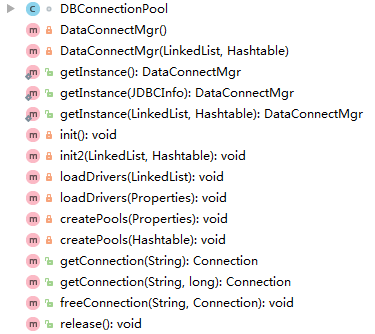 C DBConnectionPool
m DataConnectMgr()
m DataConnectMgr(LinkedList, Hashtable)
m getInstance(): DataConnectMgr
m getInstance(JDBCInfo): DataConnectMgr
m getInstance(LinkedList, Hashtable): DataConnectMgr
m init(): void
m init2(LinkedList, Hashtable): void
m loadDrivers(LinkedList): void
m loadDrivers(Properties): void
m createPools(Properties): void
m createPools(Hashtable): void
m getConnection(String): Connection
m getConnection(String, long): Connection
m freeConnection(String, Connection): void
m release(): void